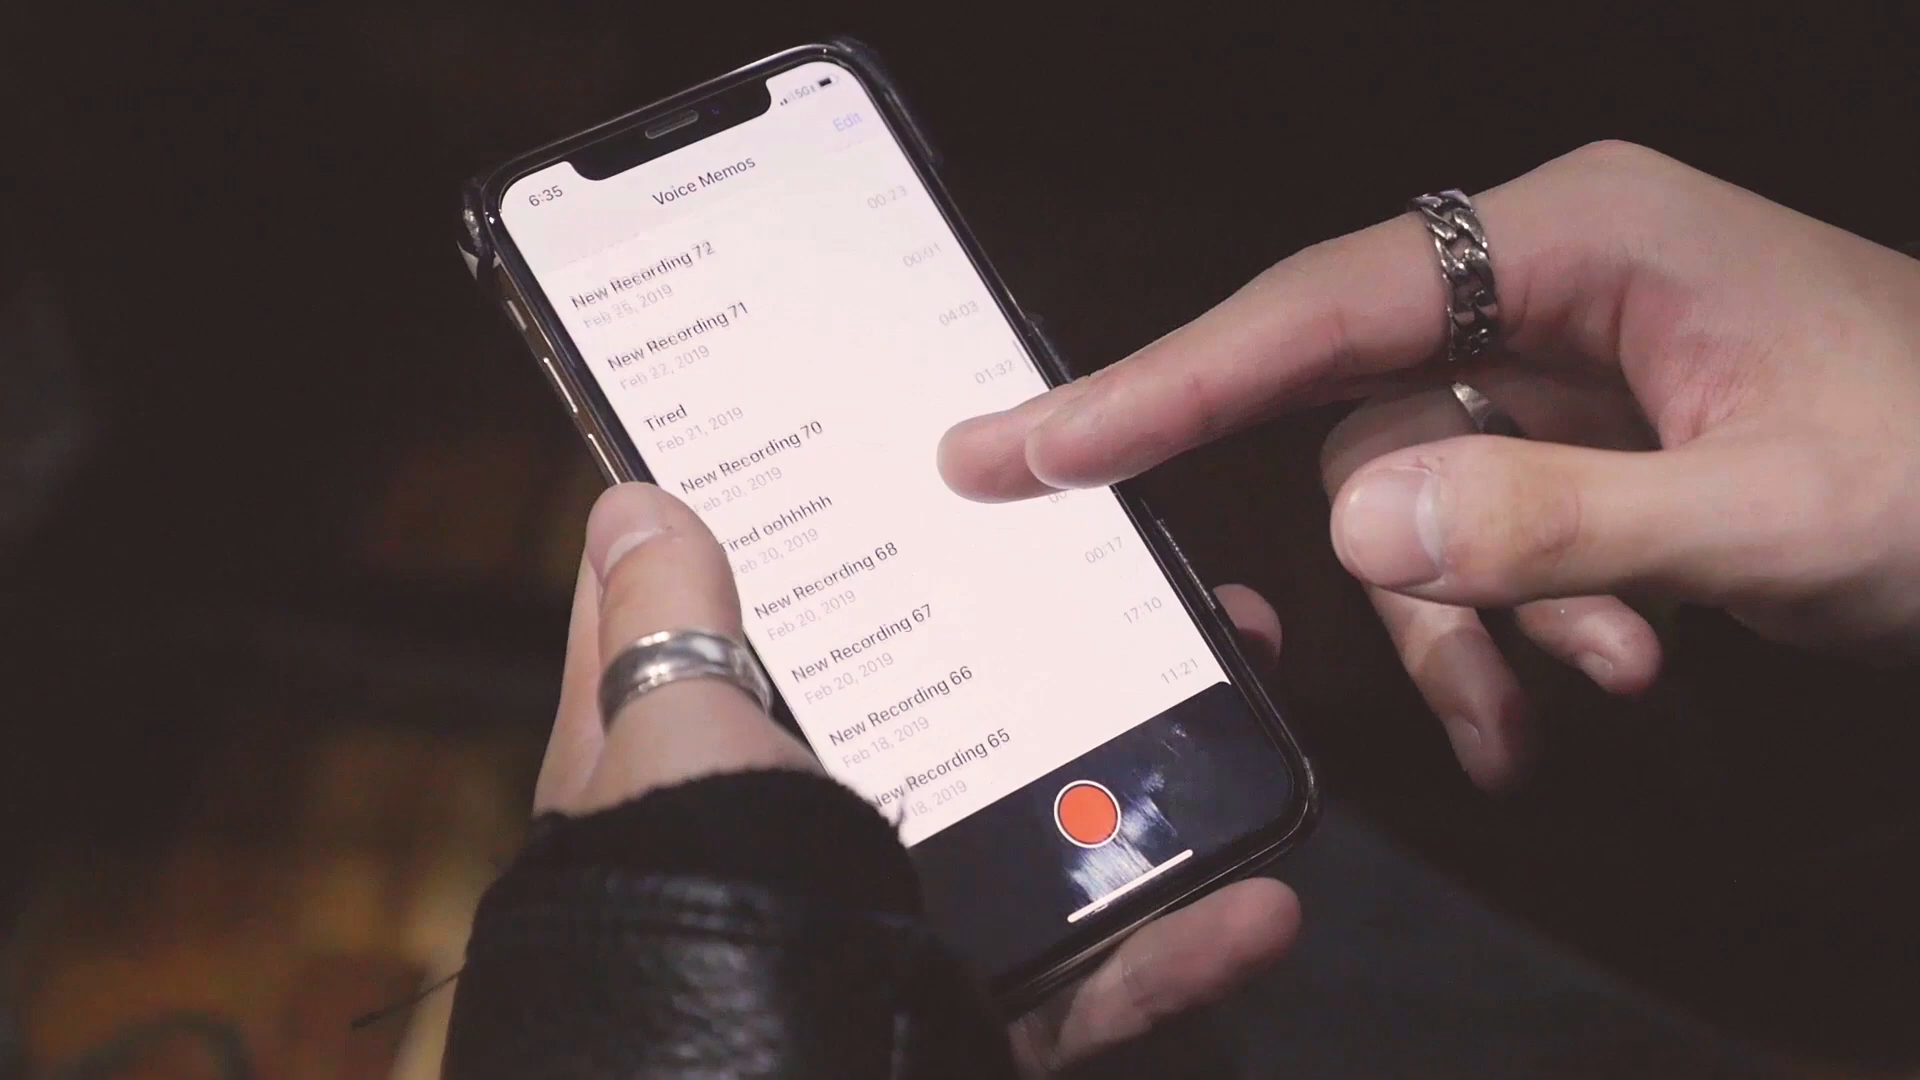 6:35
5G
Voice Memos
Edit
New Recording 72
Feb 25, 2019
00:23
New Recording 71
Feb 22, 2019
00:01
Tired
Feb 21, 2019
04:03
New Recording 70
Feb 20, 2019
01:32
Tired oohhhhh
Feb 20, 2019
New Recording 68
Feb 20, 2019
New Recording 67
Feb 20, 2019
00:17
New Recording 66
Feb 18, 2019
17:10
New Recording 65
18, 2019
11:21